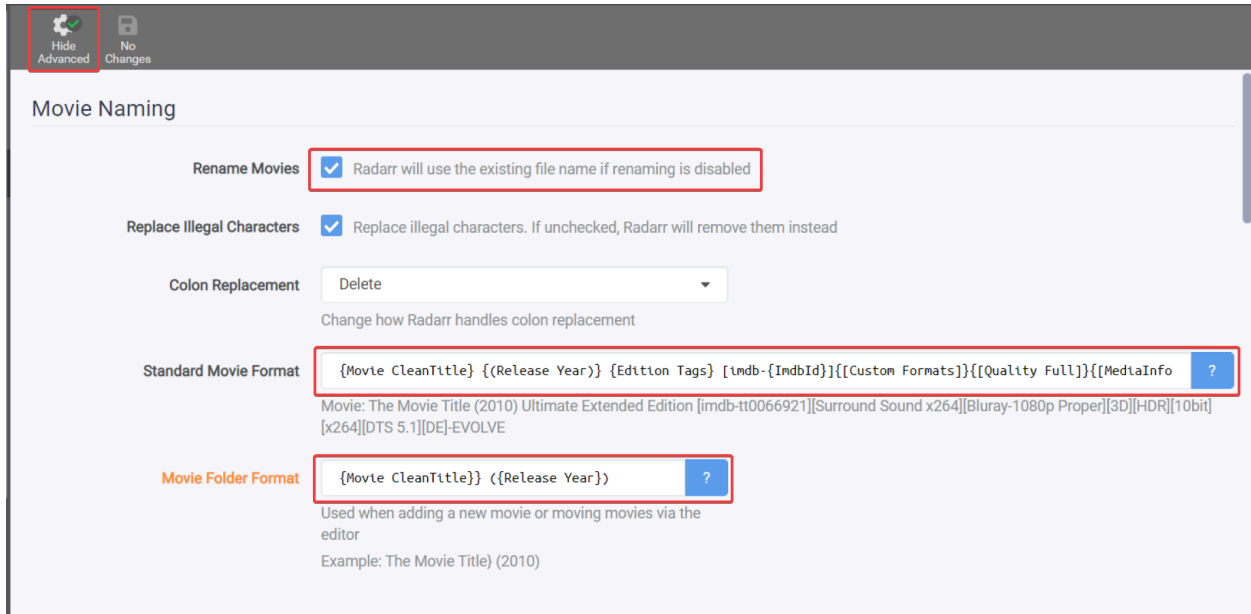 Hide
Advanced
No
Changes
Movie Naming
Rename Movies
Radarr will use the existing file name if renaming is disabled
Replace Illegal Characters
Replace illegal characters. If unchecked, Radarr will remove them instead
Colon Replacement
Delete
Change how Radarr handles colon replacement
Standard Movie Format
{Movie CleanTitle} {(Release Year)} {Edition Tags} [imdb-{ImdbId}]{[Custom Formats]}{[Quality Full]}{[MediaInfo
?
Movie: The Movie Title (2010) Ultimate Extended Edition [imdb-tt0066921][Surround Sound x264][Bluray-1080p Proper][3D][HDR][10bit]
[x264][DTS 5.1][DE]-EVOLVE
Movie Folder Format
{Movie CleanTitle}} ({Release Year})
?
Used when adding a new movie or moving movies via the
editor
Example: The Movie Title} (2010)